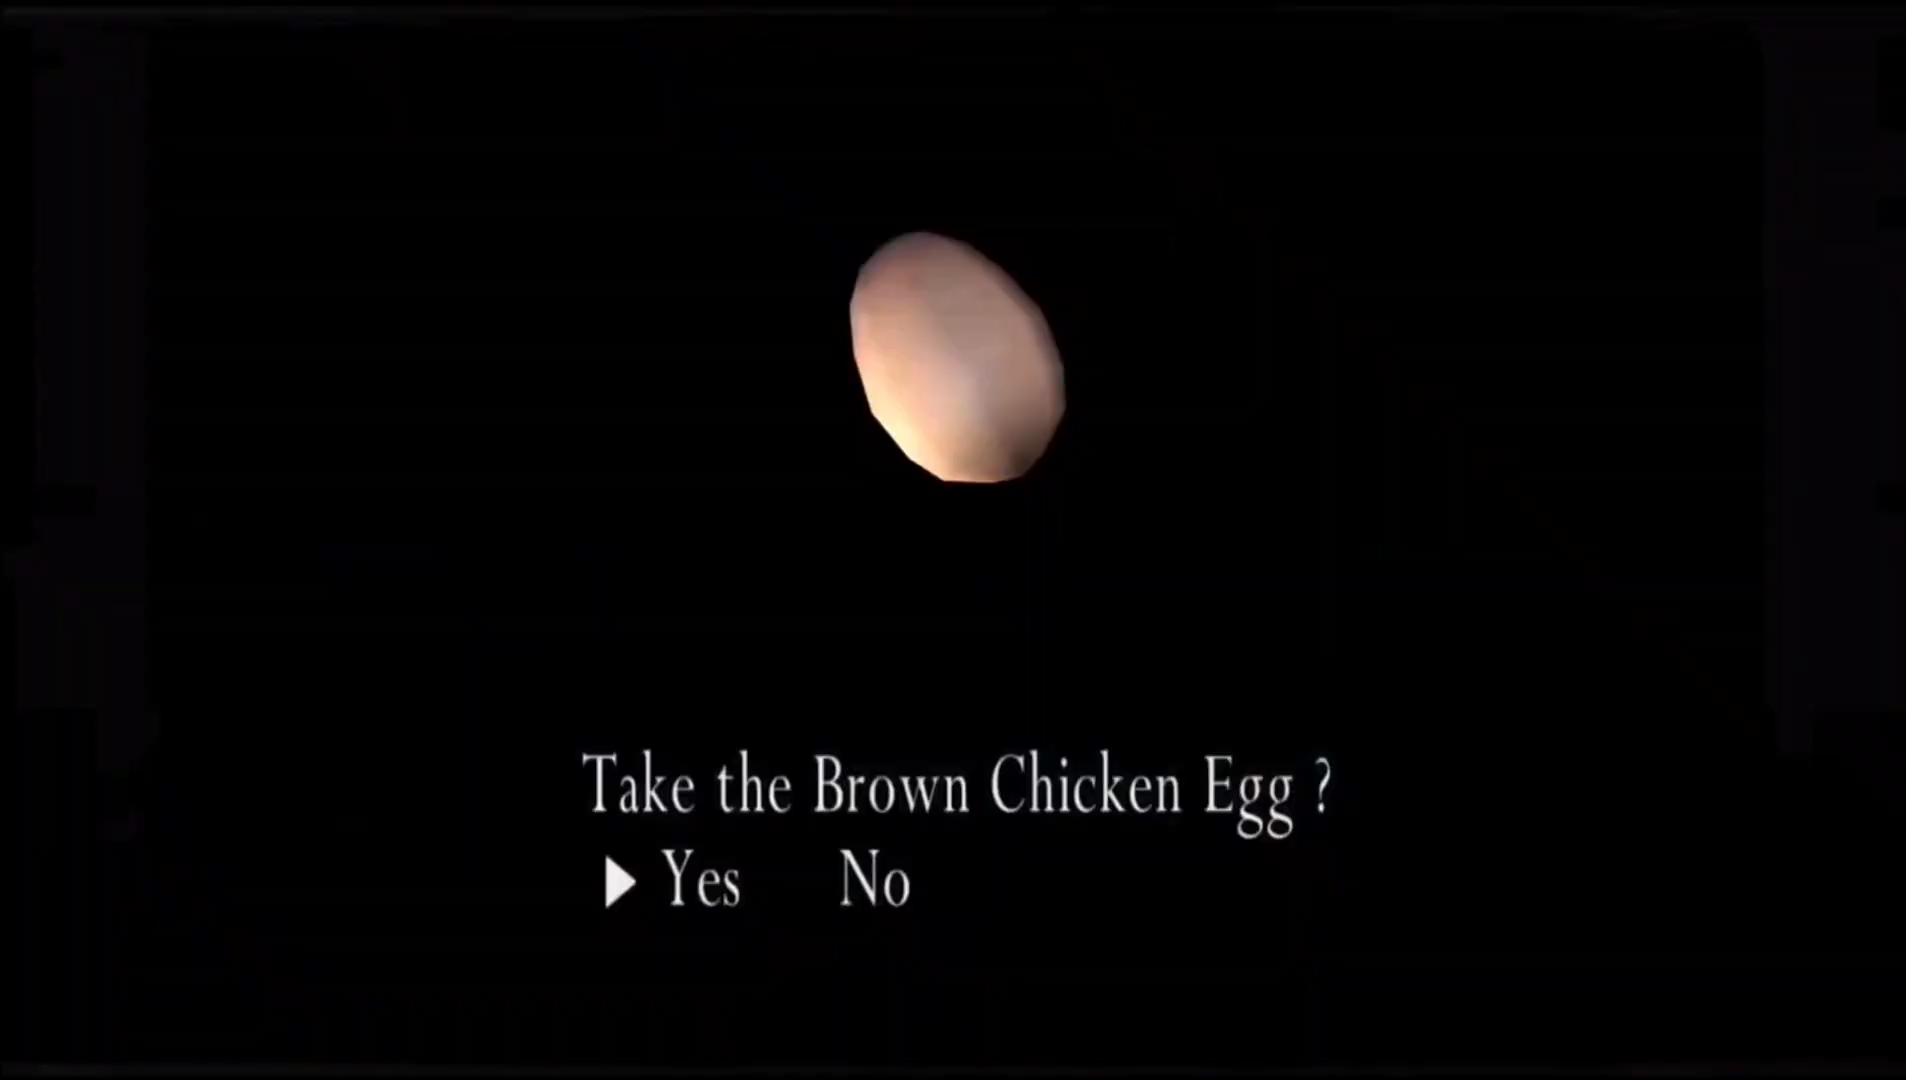 Take the Brown Chicken Egg ?
Yes No